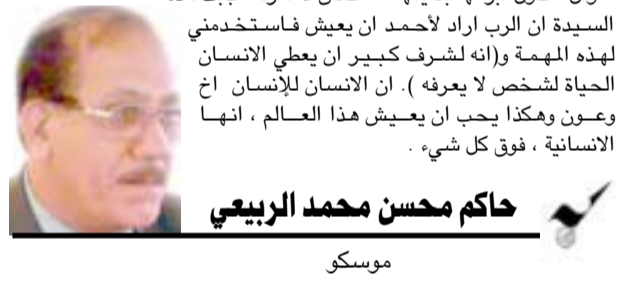 السيدة ان الرب اراد لأحمد ان يعيش فاستخدمني
لهذه المهمة و(انه لشرف كبير ان يعطي الانسان
الحياة لشخص لا يعرفه ). ان الانسان للإنسان اخ
وعون وهكذا يحب ان يعيش هذا العالم ، انها
الانسانية ، فوق كل شيء .
حاكم محسن محمد الربيعي
موسكو